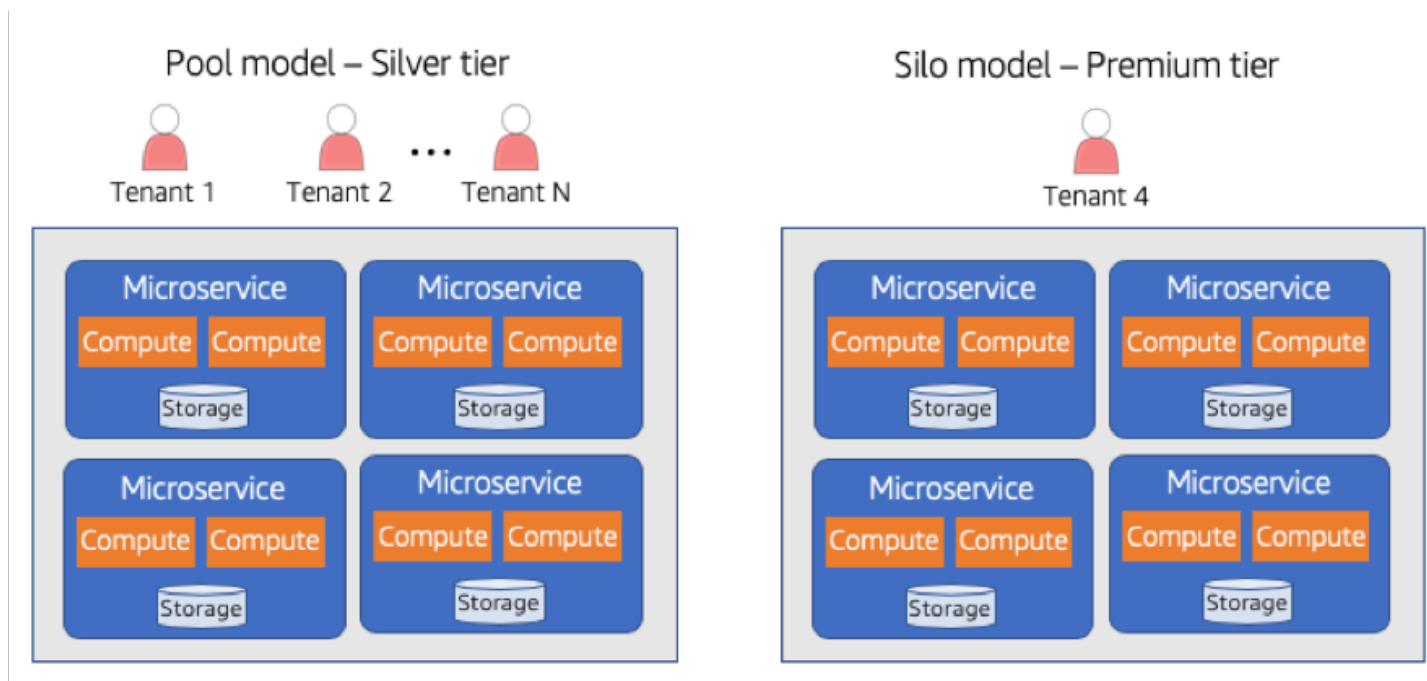 Pool model – Silver tier
Tenant 1
Tenant 2
...
Tenant N
Microservice
Compute Compute
Storage
Microservice
Compute Compute
Storage
Microservice
Compute Compute
Storage
Microservice
Compute Compute
Storage
Silo model – Premium tier
Tenant 4
Microservice
Compute Compute
Storage
Microservice
Compute Compute
Storage
Microservice
Compute Compute
Storage
Microservice
Compute Compute
Storage